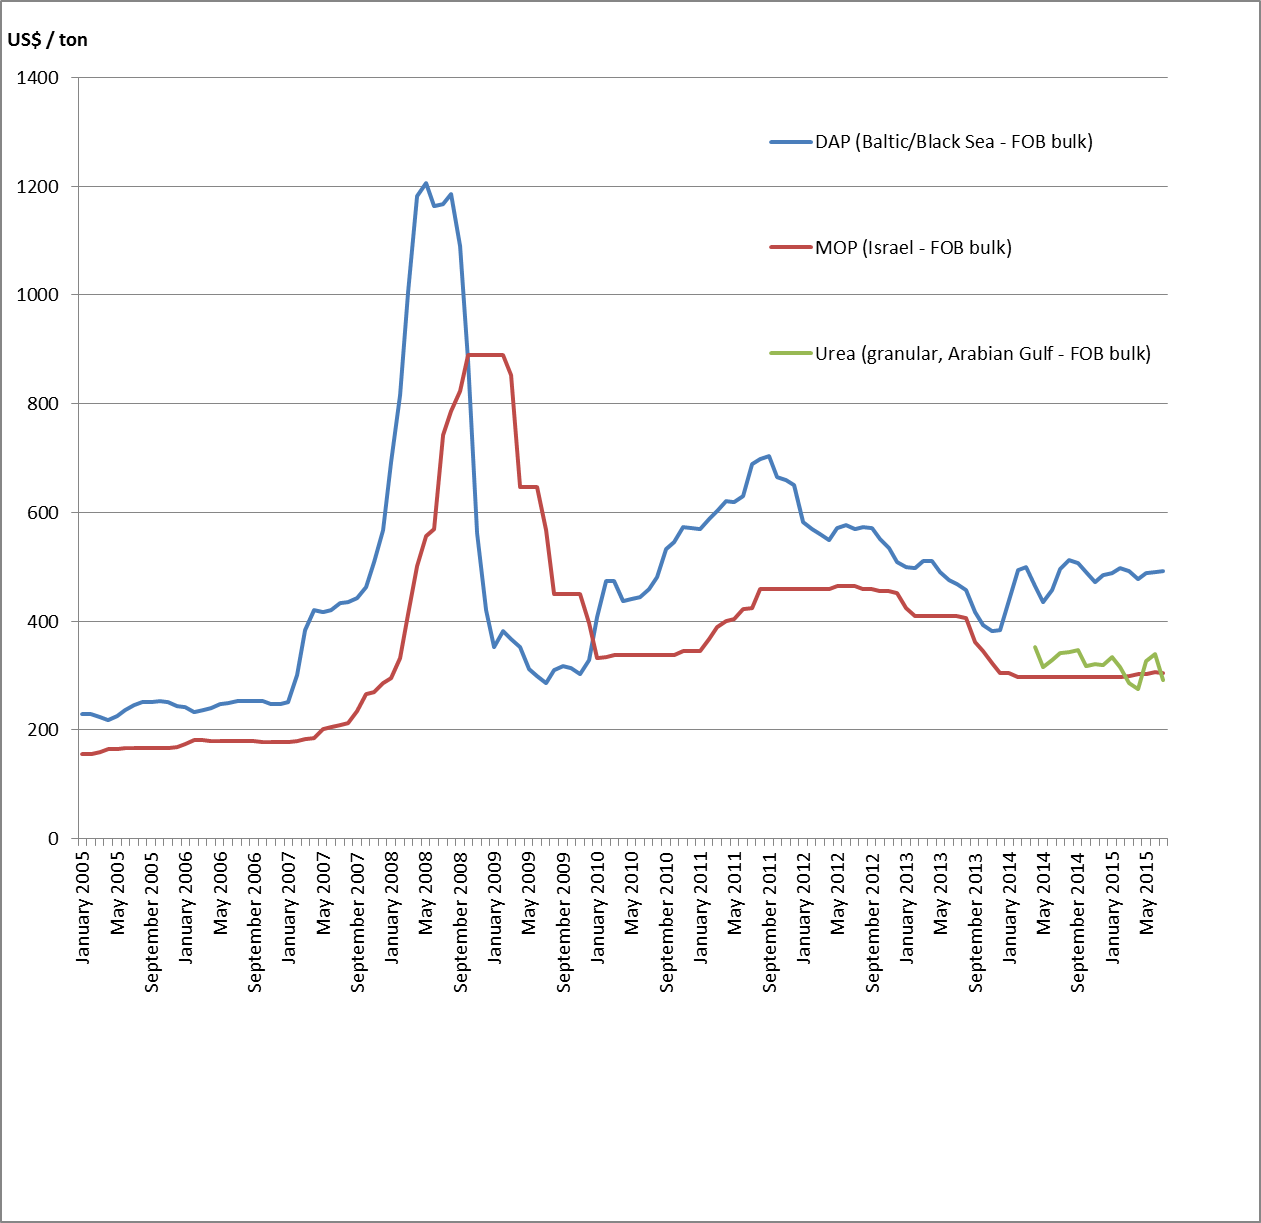 US$ / ton
1400
1200
1000
800
600
400
200
0
DAP (Baltic/Black Sea - FOB bulk)
MOP (Israel - FOB bulk)
Urea (granular, Arabian Gulf - FOB bulk)
January 2005
May 2005
September 2005
January 2006
May 2006
September 2006
January 2007
May 2007
September 2007
January 2008
May 2008
September 2008
January 2009
May 2009
September 2009
January 2010
May 2010
September 2010
January 2011
May 2011
September 2011
January 2012
May 2012
September 2012
January 2013
May 2013
September 2013
January 2014
May 2014
September 2014
January 2015
May 2015